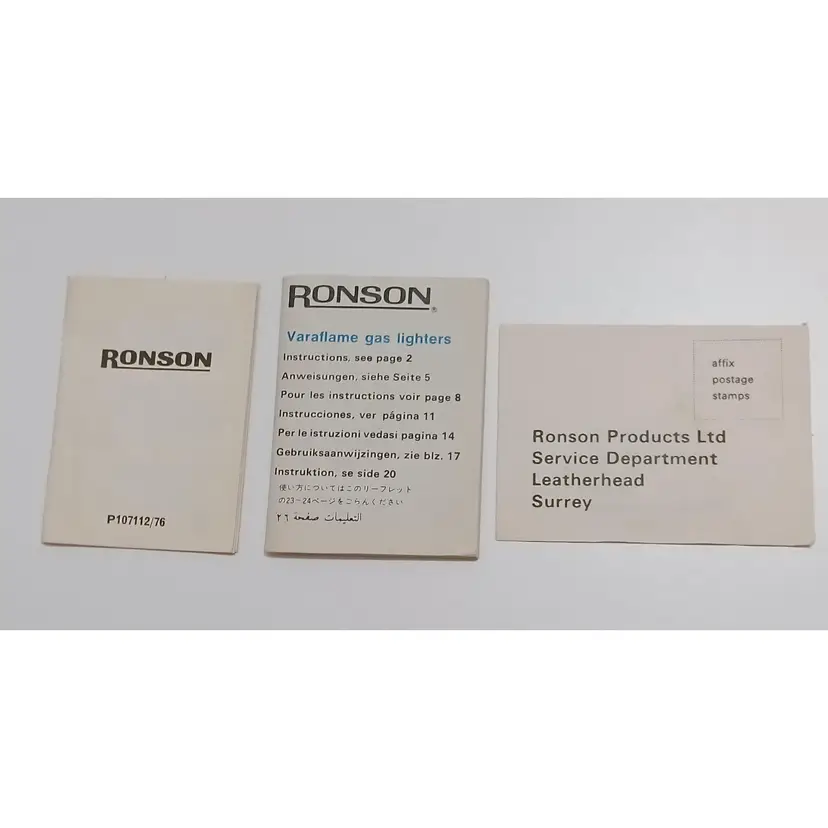 RONSON
P107112/76
RONSON
®
Varaflame gas lighters
Instructions, see page 2
Anweisungen, siehe Seite 5
Pour les instructions voir page 8
Instrucciones, ver página 11
Per le istruzioni vedasi pagina 14
Gebruiksaanwijzingen, zie blz. 17
Instruktion, se side 20
使い方についてはこのリーフレット
の23−24ページをごらんください
التعليمات صفحة ٢٦
affix
postage
stamps
Ronson Products Ltd
Service Department
Leatherhead
Surrey